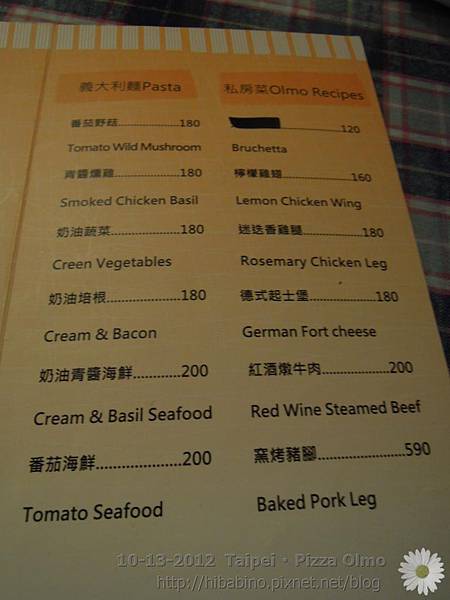 義大利麵Pasta
番茄野菇..................180
Tomato Wild Mushroom
青醬燻雞..................180
Smoked Chicken Basil
奶油蔬菜..................180
Creen Vegetables
奶油培根......................180
Cream & Bacon
奶油青醬海鮮............200
Cream & Basil Seafood
番茄海鮮.....................200
Tomato Seafood
私房菜Olmo Recipes
120
Bruchetta
檸檬雞翅....................160
Lemon Chicken Wing
迷迭香雞腿......................180
Rosemary Chicken Leg
德式起士堡..................180
German Fort cheese
紅酒燉牛肉....................200
Red Wine Steamed Beef
窯烤豬腳........................590
Baked Pork Leg
10-13-2012 Taipei・Pizza Olmo
http://hibabino.pixnet.net/blog